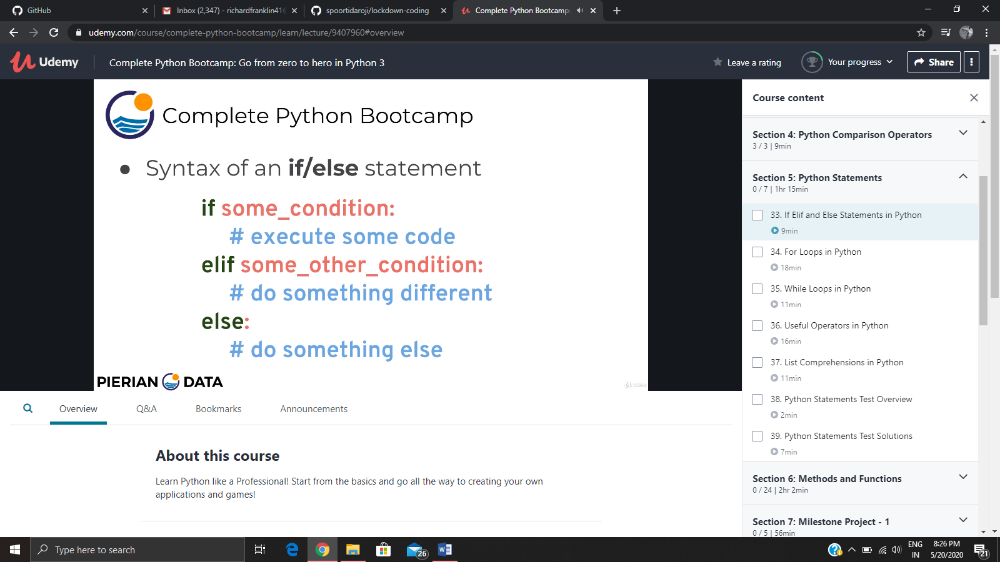 GitHub
Inbox (2,347) - richardfranklin41
spoortidaroji/lockdown-coding
Complete Python Bootcamp:
udemy.com/course/complete-python-bootcamp/learn/lecture/9407960#overview
Udemy
Complete Python Bootcamp: Go from zero to hero in Python 3
Leave a rating
Your progress
Share
Complete Python Bootcamp
● Syntax of an if/else statement
if some_condition:
# execute some code
elif some_other_condition:
# do something different
else:
# do something else
PIERIAN DATA
Udemy
Course content
Section 4: Python Comparison Operators
3 / 3 | 9min
Section 5: Python Statements
0 / 7 | 1hr 15min
33. If Elif and Else Statements in Python
9min
34. For Loops in Python
18min
35. While Loops in Python
11min
36. Useful Operators in Python
16min
37. List Comprehensions in Python
11min
38. Python Statements Test Overview
2min
39. Python Statements Test Solutions
7min
Section 6: Methods and Functions
0 / 24 | 2hr 2min
Section 7: Milestone Project - 1
0 / 5 | 56min
Overview
Q&A
Bookmarks
Announcements
About this course
Learn Python like a Professional! Start from the basics and go all the way to creating your own
applications and games!
Type here to search
26
ENG
IN
8:26 PM
5/20/2020
21